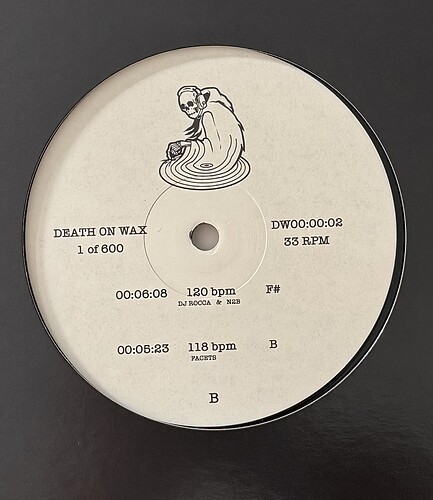 DEATH ON WAX DW00:00:02
1 of 600 33 RPM
00:06:08 120 bpm F#
DJ ROCCA & N2B
00:05:23 118 bpm B
FACETS
B